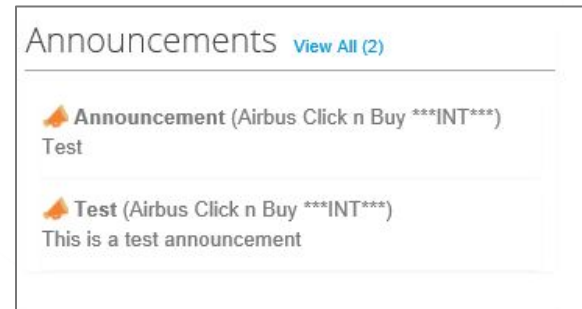 Announcements View All (2)
Announcement (Airbus Click n Buy ***INT***)
Test
Test (Airbus Click n Buy ***INT***)
This is a test announcement